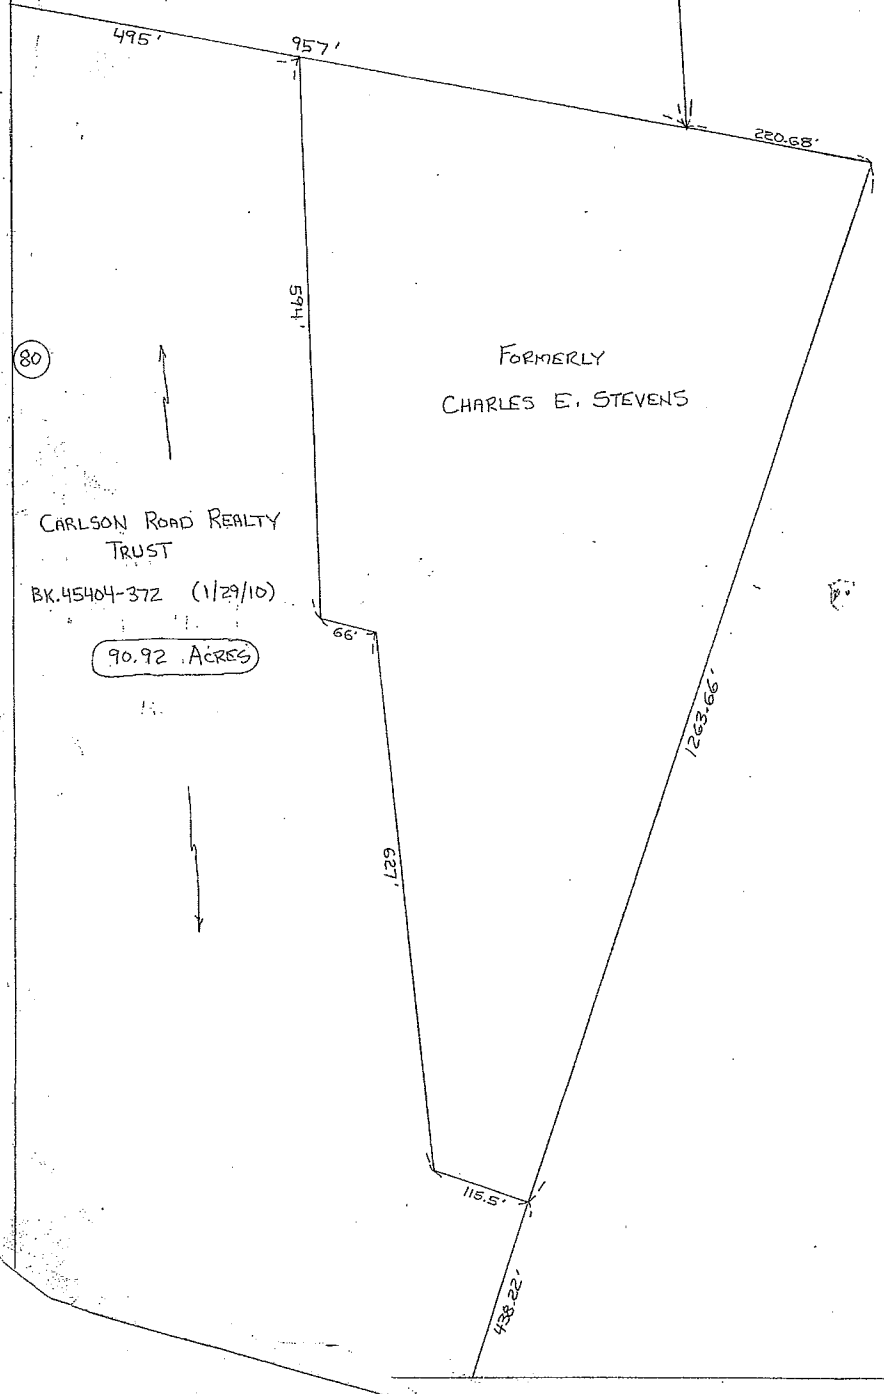 495'
957'
220.68'
594'
80
FORMERLY
CHARLES E. STEVENS
CARLSON ROAD REALTY
TRUST
BK.45404-372 (1/29/10)
66'
90.92 ACRES
1263.66'
627'
115.5'
438.22'